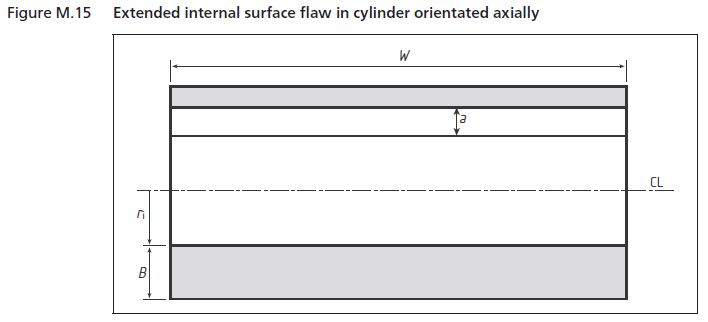 Figure M.15 Extended internal surface flaw in cylinder orientated axially
W
a
CL
ri
B